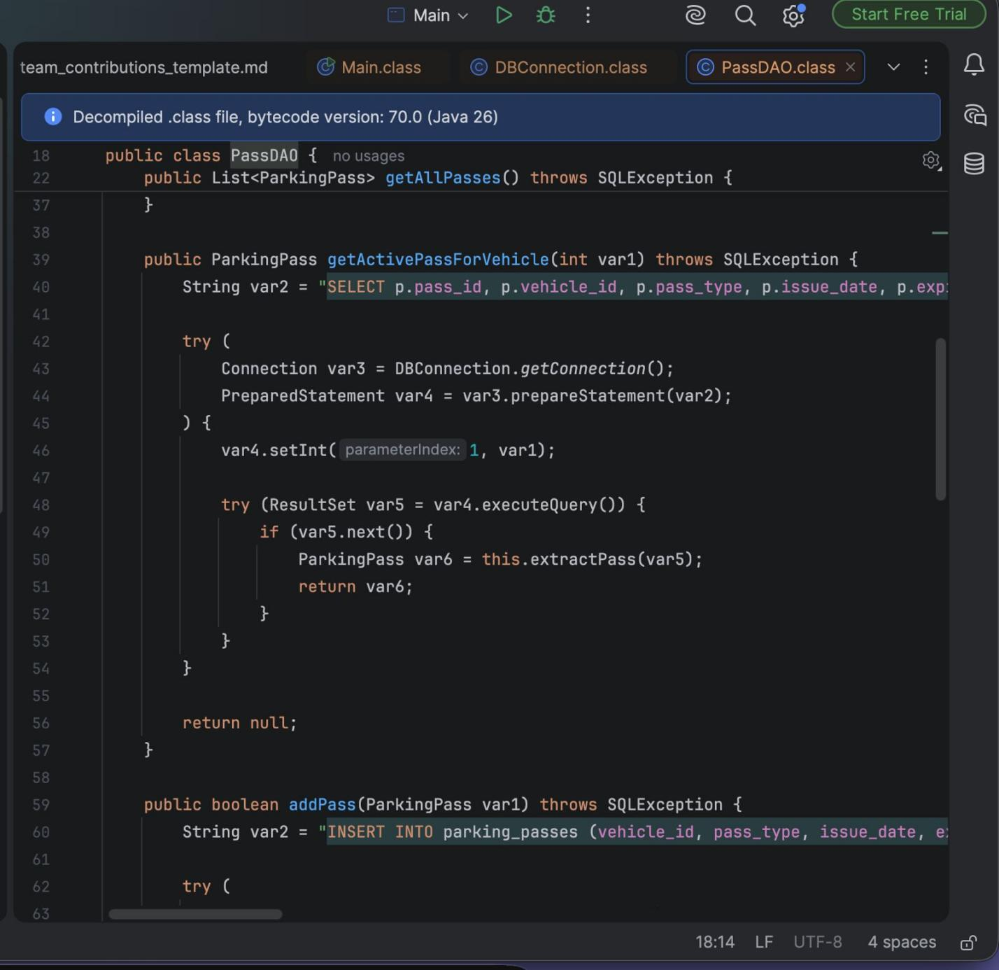 Main
Start Free Trial
team_contributions_template.md
Main.class
DBConnection.class
PassDAO.class
Decompiled .class file, bytecode version: 70.0 (Java 26)
18 public class PassDAO { no usages
22 public List<ParkingPass> getAllPasses() throws SQLException {
37 }
38
39 public ParkingPass getActivePassForVehicle(int var1) throws SQLException {
40 String var2 = "SELECT p.pass_id, p.vehicle_id, p.pass_type, p.issue_date, p.exp
41
42 try (
43 Connection var3 = DBConnection.getConnection();
44 PreparedStatement var4 = var3.prepareStatement(var2);
45 ) {
46 var4.setInt( parameterIndex: 1, var1);
47
48 try (ResultSet var5 = var4.executeQuery()) {
49 if (var5.next()) {
50 ParkingPass var6 = this.extractPass(var5);
51 return var6;
52 }
53 }
54 }
55
56 return null;
57 }
58
59 public boolean addPass(ParkingPass var1) throws SQLException {
60 String var2 = "INSERT INTO parking_passes (vehicle_id, pass_type, issue_date, e
61
62 try (
63
18:14 LF UTF-8 4 spaces